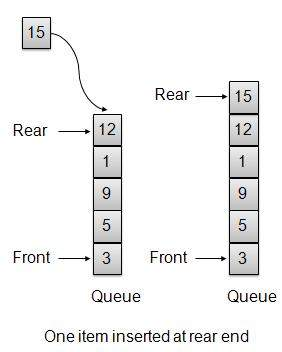 15
Rear 15
Rear 12 12
1 1
9 9
5 5
Front 3 Front 3
Queue Queue
One item inserted at rear end